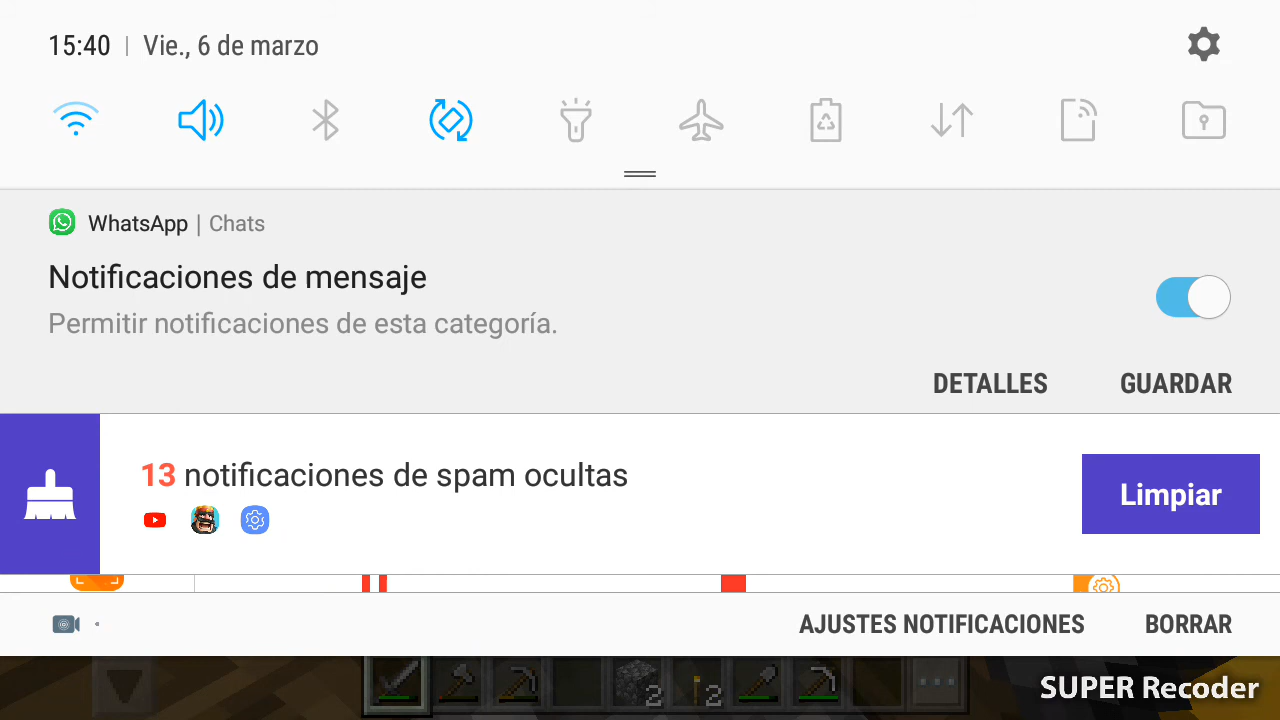 15:40 | Vie., 6 de marzo
WhatsApp | Chats
Notificaciones de mensaje
Permitir notificaciones de esta categoría.
DETALLES GUARDAR
13 notificaciones de spam ocultas
Limpiar
AJUSTES NOTIFICACIONES BORRAR
2 2
SUPER Recoder